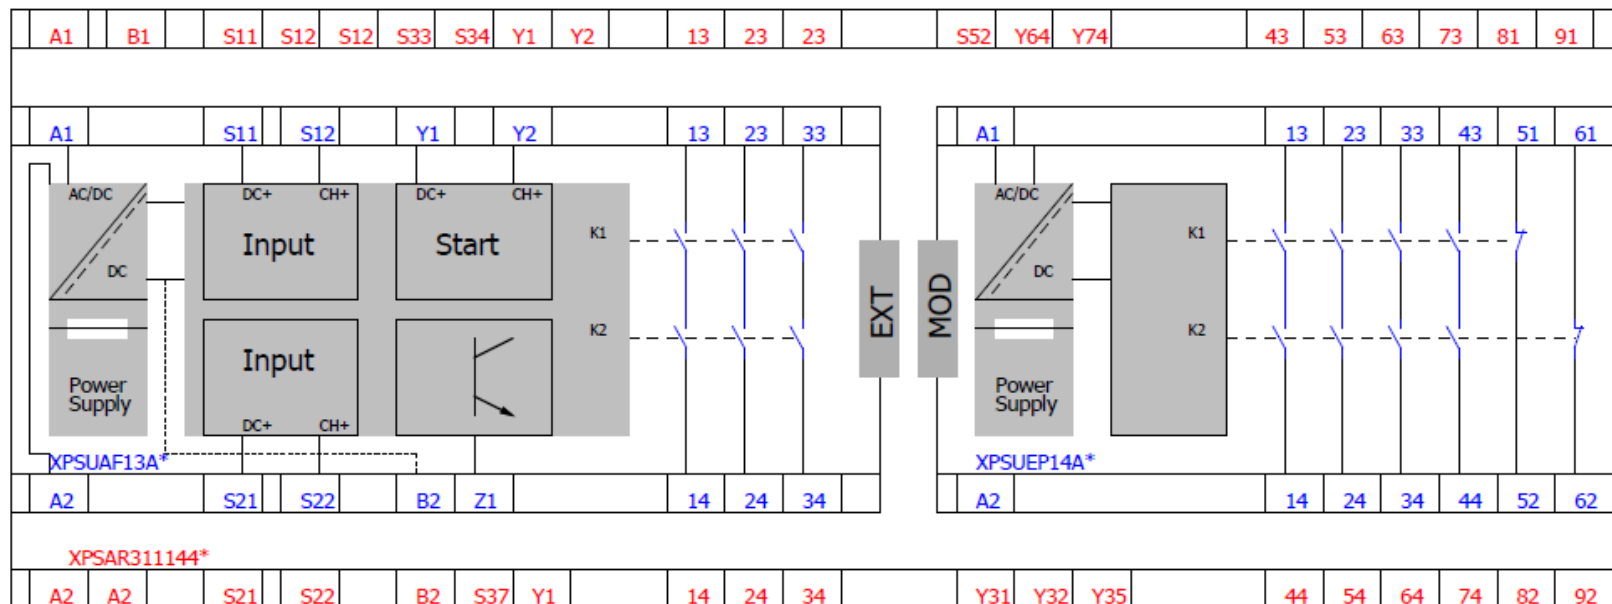 A1 B1 S11 S12 S12 S33 S34 Y1 Y2 13 23 23 S52 Y64 Y74 43 53 63 73 81 91
A1 S11 S12 Y1 Y2 13 23 33 A1 13 23 33 43 51 61
AC/DC DC+ CH+ DC+ CH+ AC/DC
Input Start K1 K1
DC DC
EXT MOD
Input K2 K2
Power Supply Power Supply
DC+ CH+
XPSUAF13A* XPSUEP14A*
A2 S21 S22 B2 Z1 14 24 34 A2 14 24 34 44 52 62
XPSAR311144*
A2 A2 S21 S22 B2 S37 Y1 14 24 34 Y31 Y32 Y35 44 54 64 74 82 92